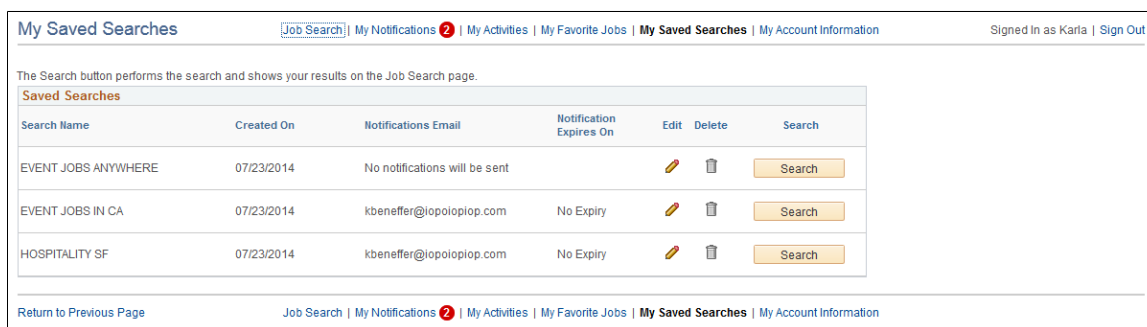 My Saved Searches Job Search | My Notifications 2 | My Activities | My Favorite Jobs | My Saved Searches | My Account Information Signed In as Karla | Sign Out
The Search button performs the search and shows your results on the Job Search page.
Saved Searches
Search Name Created On Notifications Email Notification Expires On Edit Delete Search
EVENT JOBS ANYWHERE 07/23/2014 No notifications will be sent Search
EVENT JOBS IN CA 07/23/2014 kbeneffer@iopoiopiop.com No Expiry Search
HOSPITALITY SF 07/23/2014 kbeneffer@iopoiopiop.com No Expiry Search
Return to Previous Page Job Search | My Notifications 2 | My Activities | My Favorite Jobs | My Saved Searches | My Account Information